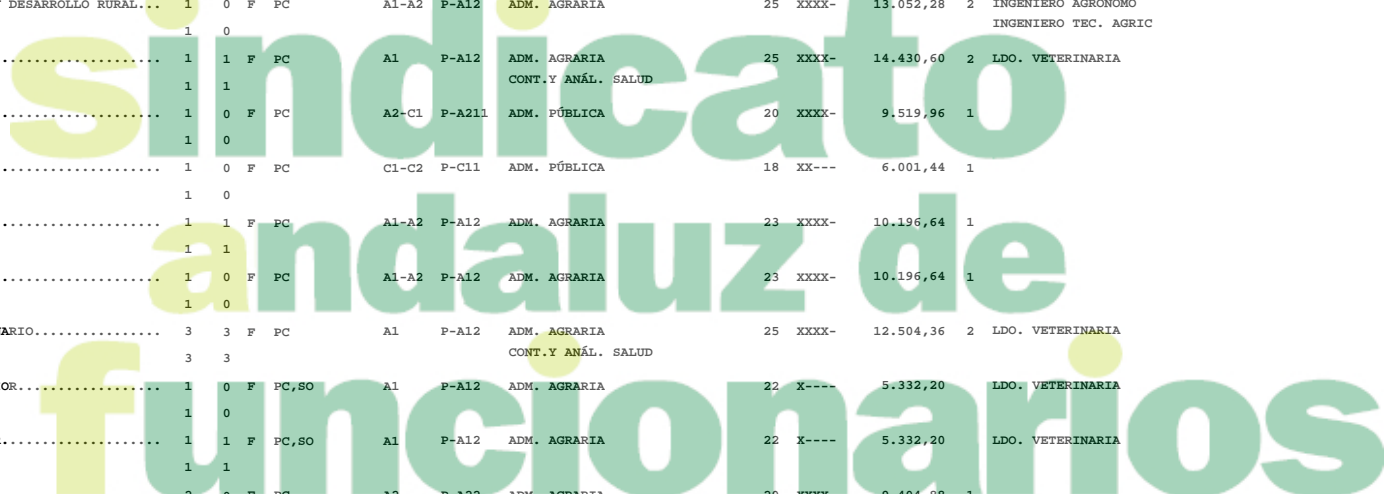 DESARROLLO RURAL... 1 0 F PC A1-A2 P-A12 ADM. AGRARIA 25 XXXX- 13.052,28 2 INGENIERO AGRONOMO
1 0 INGENIERO TEC. AGRIC
.................... 1 1 F PC A1 P-A12 ADM. AGRARIA 25 XXXX- 14.430,60 2 LDO. VETERINARIA
1 1 CONT.Y ANÁL. SALUD
.................... 1 0 F PC A2-C1 P-A211 ADM. PÚBLICA 20 XXXX- 9.519,96 1
1 0
.................... 1 0 F PC C1-C2 P-C11 ADM. PÚBLICA 18 XX--- 6.001,44 1
1 0
.................... 1 1 F PC A1-A2 P-A12 ADM. AGRARIA 23 XXXX- 10.196,64 1
1 1
.................... 1 0 F PC A1-A2 P-A12 ADM. AGRARIA 23 XXXX- 10.196,64 1
1 0
ARIO................ 3 3 F PC A1 P-A12 ADM. AGRARIA 25 XXXX- 12.504,36 2 LDO. VETERINARIA
3 3 CONT.Y ANÁL. SALUD
OR.................. 1 0 F PC,SO A1 P-A12 ADM. AGRARIA 22 X---- 5.332,20 LDO. VETERINARIA
1 0
.................... 1 1 F PC,SO A1 P-A12 ADM. AGRARIA 22 X---- 5.332,20 LDO. VETERINARIA
1 1
sindicato
andaluz de
funcionarios